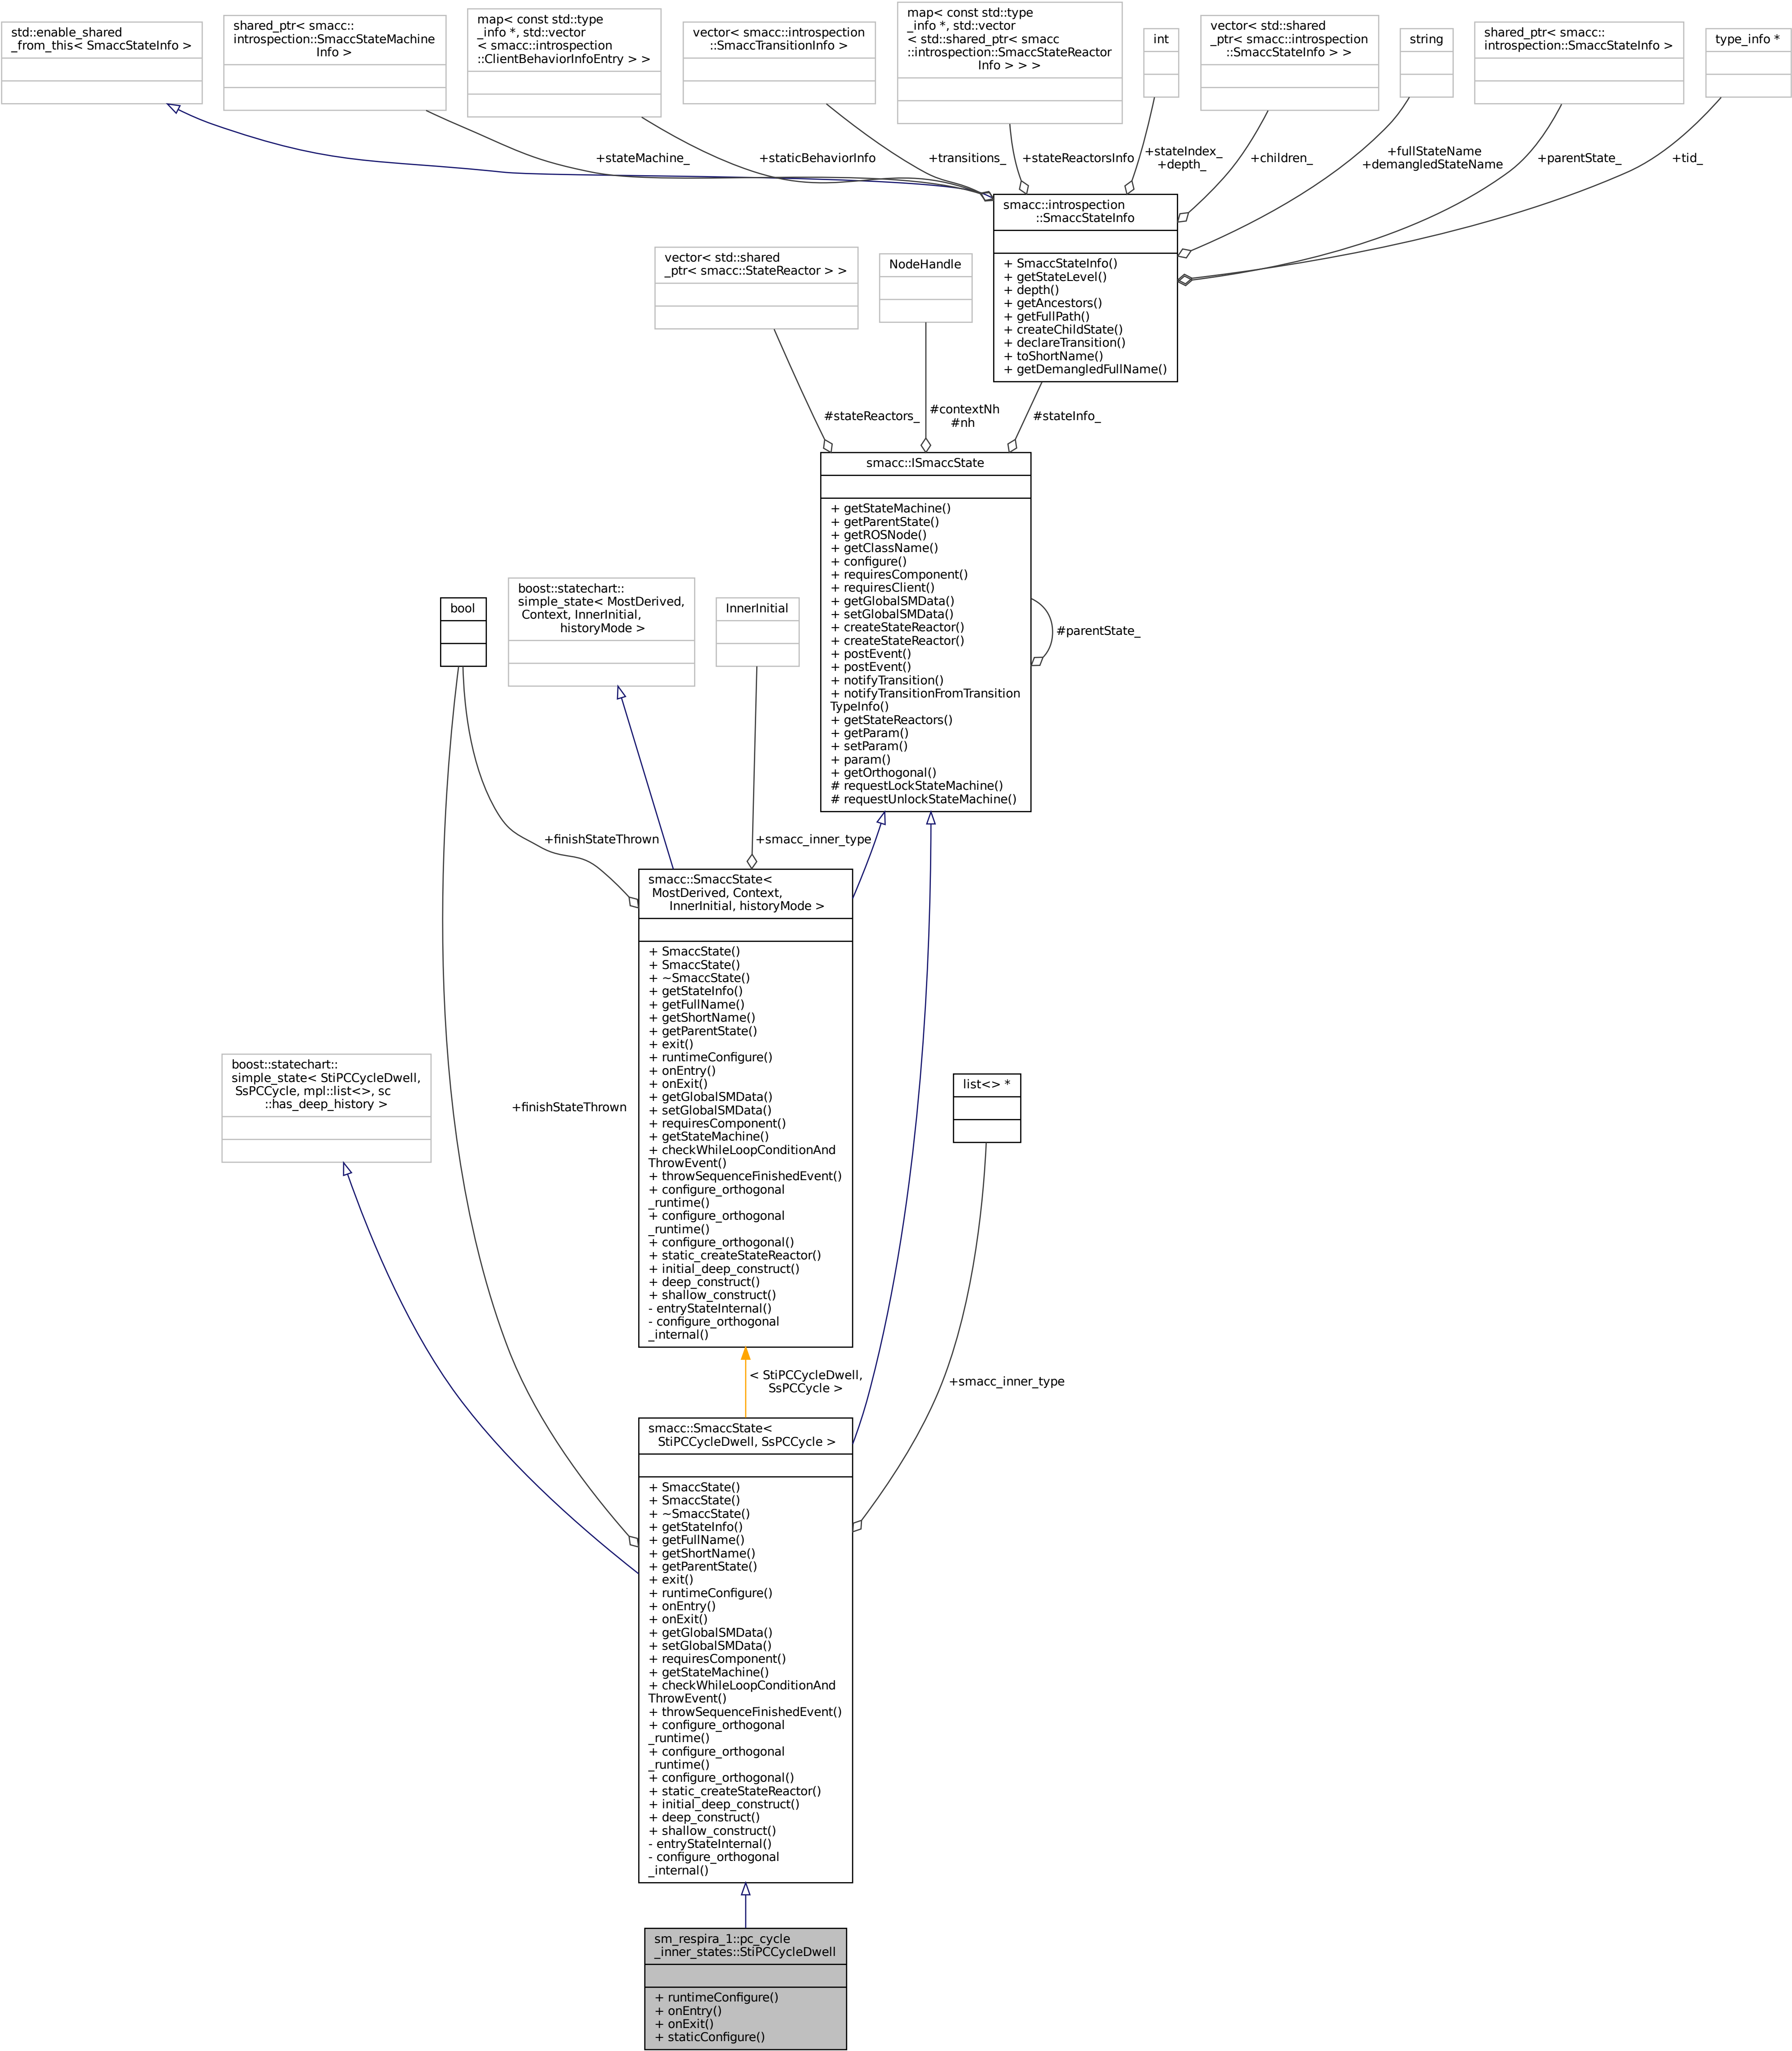 std::enable_shared
_from_this< SmaccStateInfo >
shared_ptr< smacc::
introspection::SmaccStateMachine
Info >
map< const std::type
_info *, std::vector
< smacc::introspection
::ClientBehaviorInfoEntry > >
vector< smacc::introspection
::SmaccTransitionInfo >
map< const std::type
_info *, std::vector
< std::shared_ptr< smacc
::introspection::SmaccStateReactor
Info > > >
int
vector< std::shared
_ptr< smacc::introspection
::SmaccStateInfo > >
string
shared_ptr< smacc::
introspection::SmaccStateInfo >
type_info *
+stateMachine_
+staticBehaviorInfo
+transitions_
+stateReactorsInfo
+stateIndex_
+depth_
+children_
+fullStateName
+demangledStateName
+parentState_
+tid_
smacc::introspection
::SmaccStateInfo
+ SmaccStateInfo()
+ getStateLevel()
+ depth()
+ getAncestors()
+ getFullPath()
+ createChildState()
+ declareTransition()
+ toShortName()
+ getDemangledFullName()
vector< std::shared
_ptr< smacc::StateReactor > >
NodeHandle
#stateReactors_
#contextNh
#nh
#stateInfo_
smacc::ISmaccState
+ getStateMachine()
+ getParentState()
+ getROSNode()
+ getClassName()
+ configure()
+ requiresComponent()
+ requiresClient()
+ getGlobalSMData()
+ setGlobalSMData()
+ createStateReactor()
+ createStateReactor()
+ postEvent()
+ postEvent()
+ notifyTransition()
+ notifyTransitionFromTransition
TypeInfo()
+ getStateReactors()
+ getParam()
+ setParam()
+ param()
+ getOrthogonal()
# requestLockStateMachine()
# requestUnlockStateMachine()
#parentState_
bool
boost::statechart::
simple_state< MostDerived,
Context, InnerInitial,
historyMode >
InnerInitial
+finishStateThrown
+smacc_inner_type
smacc::SmaccState<
MostDerived, Context,
InnerInitial, historyMode >
+ SmaccState()
+ SmaccState()
+ ~SmaccState()
+ getStateInfo()
+ getFullName()
+ getShortName()
+ getParentState()
+ exit()
+ runtimeConfigure()
+ onEntry()
+ onExit()
+ getGlobalSMData()
+ setGlobalSMData()
+ requiresComponent()
+ getStateMachine()
+ checkWhileLoopConditionAnd
ThrowEvent()
+ throwSequenceFinishedEvent()
+ configure_orthogonal
_runtime()
+ configure_orthogonal
_runtime()
+ configure_orthogonal()
+ static_createStateReactor()
+ initial_deep_construct()
+ deep_construct()
+ shallow_construct()
- entryStateInternal()
- configure_orthogonal
_internal()
boost::statechart::
simple_state< StiPCCycleDwell,
SsPCCycle, mpl::list<>, sc
::has_deep_history >
+finishStateThrown
list<> *
< StiPCCycleDwell,
SsPCCycle >
+smacc_inner_type
smacc::SmaccState<
StiPCCycleDwell, SsPCCycle >
+ SmaccState()
+ SmaccState()
+ ~SmaccState()
+ getStateInfo()
+ getFullName()
+ getShortName()
+ getParentState()
+ exit()
+ runtimeConfigure()
+ onEntry()
+ onExit()
+ getGlobalSMData()
+ setGlobalSMData()
+ requiresComponent()
+ getStateMachine()
+ checkWhileLoopConditionAnd
ThrowEvent()
+ throwSequenceFinishedEvent()
+ configure_orthogonal
_runtime()
+ configure_orthogonal
_runtime()
+ configure_orthogonal()
+ static_createStateReactor()
+ initial_deep_construct()
+ deep_construct()
+ shallow_construct()
- entryStateInternal()
- configure_orthogonal
_internal()
sm_respira_1::pc_cycle
_inner_states::StiPCCycleDwell
+ runtimeConfigure()
+ onEntry()
+ onExit()
+ staticConfigure()